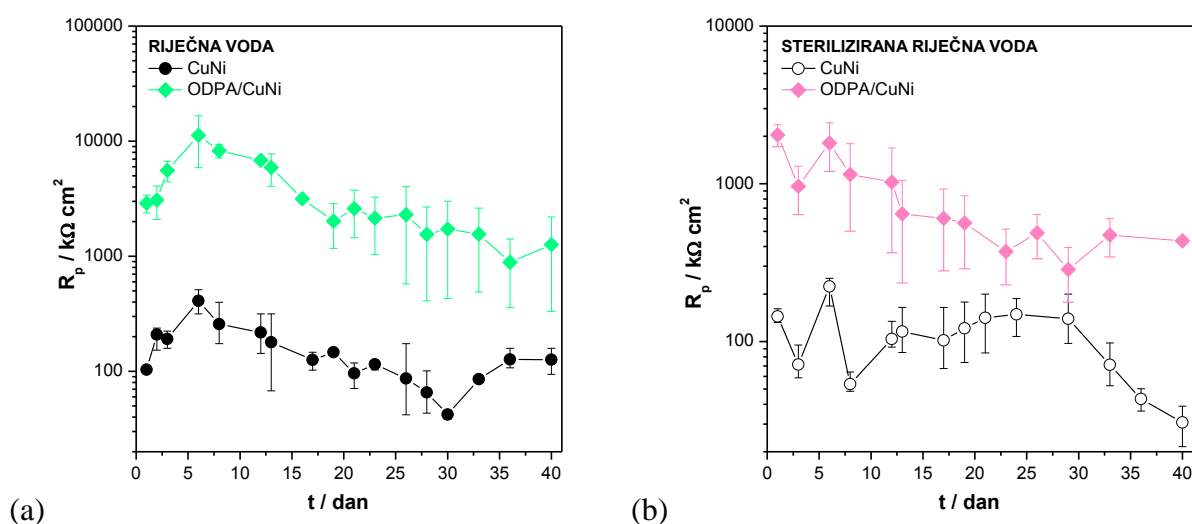 100000
10000
1000
100
R_p / kΩ cm²
RIJEČNA VODA
CuNi
ODPA/CuNi
0 5 10 15 20 25 30 35 40
t / dan
(a)
10000
1000
100
R_p / kΩ cm²
STERILIZIRANA RIJEČNA VODA
CuNi
ODPA/CuNi
0 5 10 15 20 25 30 35 40
t / dan
(b)